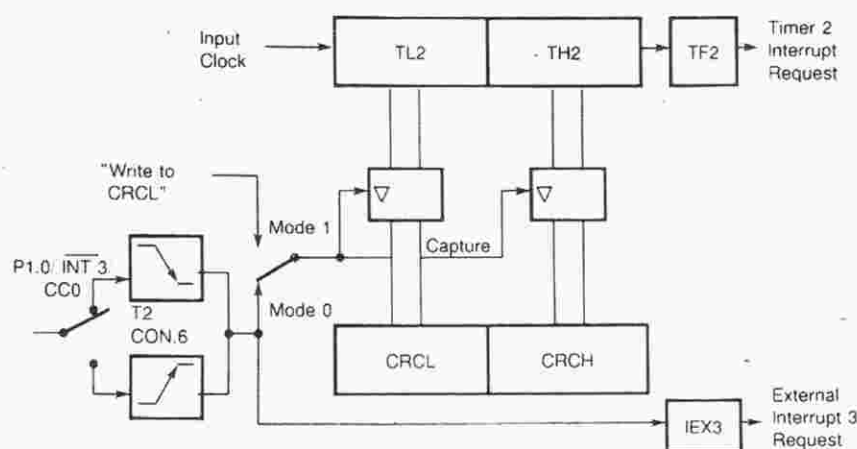 Input
Clock
TL2
TH2
TF2
Timer 2
Interrupt
Request
"Write to
CRCL"
Mode 1
Capture
P1.0/ INT 3
CC0
T2
CON.6
Mode 0
CRCL
CRCH
IEX3
External
Interrupt 3
Request